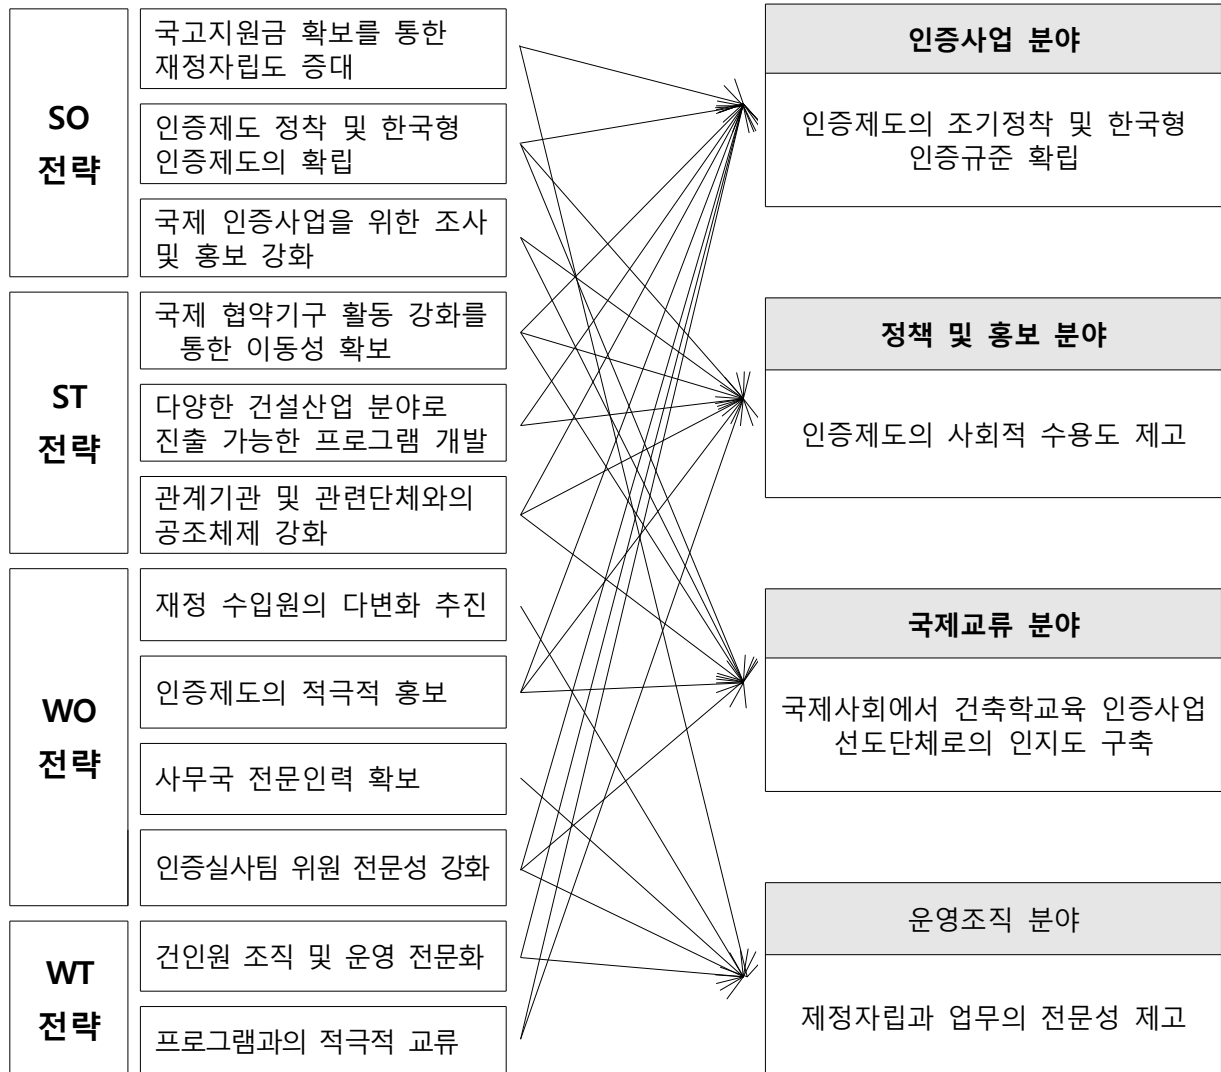 SO
전략
국고지원금 확보를 통한
재정자립도 증대
인증제도 정착 및 한국형
인증제도의 확립
국제 인증사업을 위한 조사
및 홍보 강화
ST
전략
국제 협약기구 활동 강화를
통한 이동성 확보
다양한 건설산업 분야로
진출 가능한 프로그램 개발
관계기관 및 관련단체와의
공조체제 강화
WO
전략
재정 수입원의 다변화 추진
인증제도의 적극적 홍보
사무국 전문인력 확보
인증실사팀 위원 전문성 강화
WT
전략
건인원 조직 및 운영 전문화
프로그램과의 적극적 교류
인증사업 분야
인증제도의 조기정착 및 한국형
인증규준 확립
정책 및 홍보 분야
인증제도의 사회적 수용도 제고
국제교류 분야
국제사회에서 건축학교육 인증사업
선도단체로의 인지도 구축
운영조직 분야
제정자립과 업무의 전문성 제고